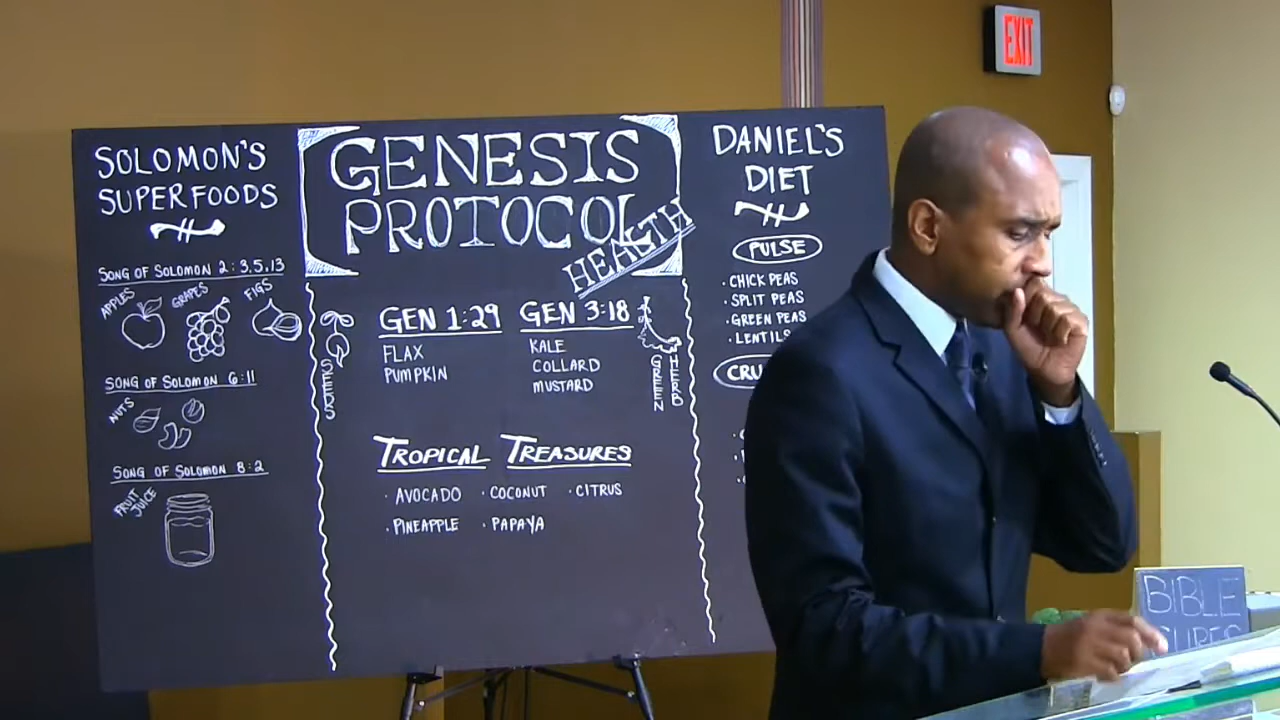 SOLOMON'S
SUPERFOODS
SONG OF SOLOMON 2:3,5,13
APPLES
GRAPES
FIGS
SONG OF SOLOMON 6:11
NUTS
SONG OF SOLOMON 8:2
FRUIT
JUICE
GENESIS
PROTOCOL
HEALTH
GEN 1:29
FLAX
PUMPKIN
SEEDS
GEN 3:18
KALE
COLLARD
MUSTARD
GREEN
HERB
TROPICAL TREASURES
· AVOCADO · COCONUT · CITRUS
· PINEAPPLE · PAPAYA
DANIEL'S
DIET
PULSE
· CHICK PEAS
· SPLIT PEAS
· GREEN PEAS
· LENTILS
CRU
EXIT
BIBLE
CURES